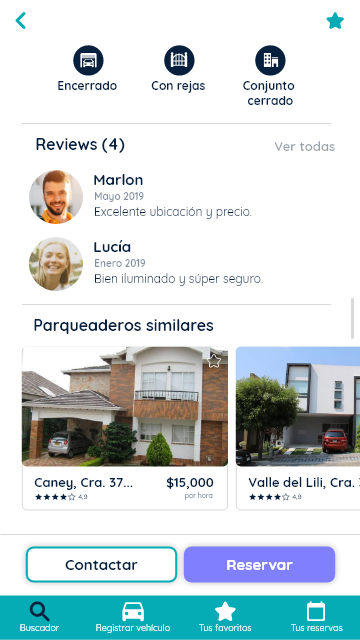 Encerrado
Con rejas
Conjunto
cerrado
Reviews (4)
Ver todas
Marlon
Mayo 2019
Excelente ubicación y precio.
Lucía
Enero 2019
Bien iluminado y súper seguro.
Parqueaderos similares
Caney, Cra. 37...
$15,000
4,9
por hora
Valle del Lili, Cra.
4,9
Contactar
Reservar
Buscador
Registrar vehículo
Tus favoritos
Tus reservas